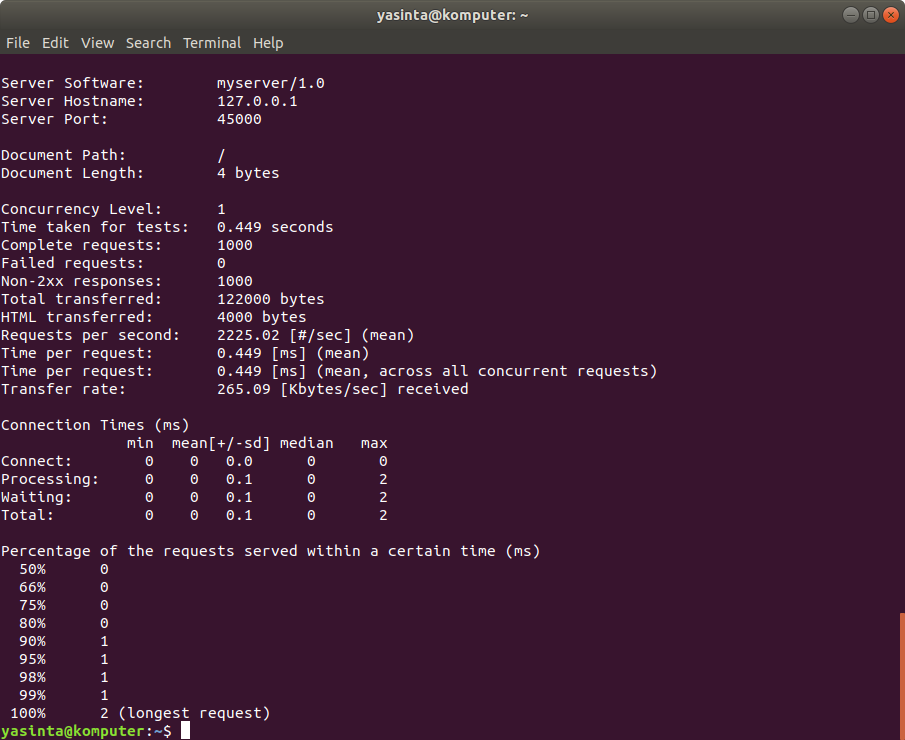 yasinta@komputer: ~
File Edit View Search Terminal Help
Server Software:        myserver/1.0
Server Hostname:        127.0.0.1
Server Port:            45000
Document Path:          /
Document Length:        4 bytes
Concurrency Level:      1
Time taken for tests:   0.449 seconds
Complete requests:      1000
Failed requests:        0
Non-2xx responses:      1000
Total transferred:      122000 bytes
HTML transferred:       4000 bytes
Requests per second:    2225.02 [#/sec] (mean)
Time per request:       0.449 [ms] (mean)
Time per request:       0.449 [ms] (mean, across all concurrent requests)
Transfer rate:          265.09 [Kbytes/sec] received
Connection Times (ms)
              min  mean[+/-sd] median   max
Connect:        0    0   0.0      0       0
Processing:     0    0   0.1      0       2
Waiting:        0    0   0.1      0       2
Total:          0    0   0.1      0       2
Percentage of the requests served within a certain time (ms)
  50%      0
  66%      0
  75%      0
  80%      0
  90%      1
  95%      1
  98%      1
  99%      1
 100%      2 (longest request)
yasinta@komputer:~$